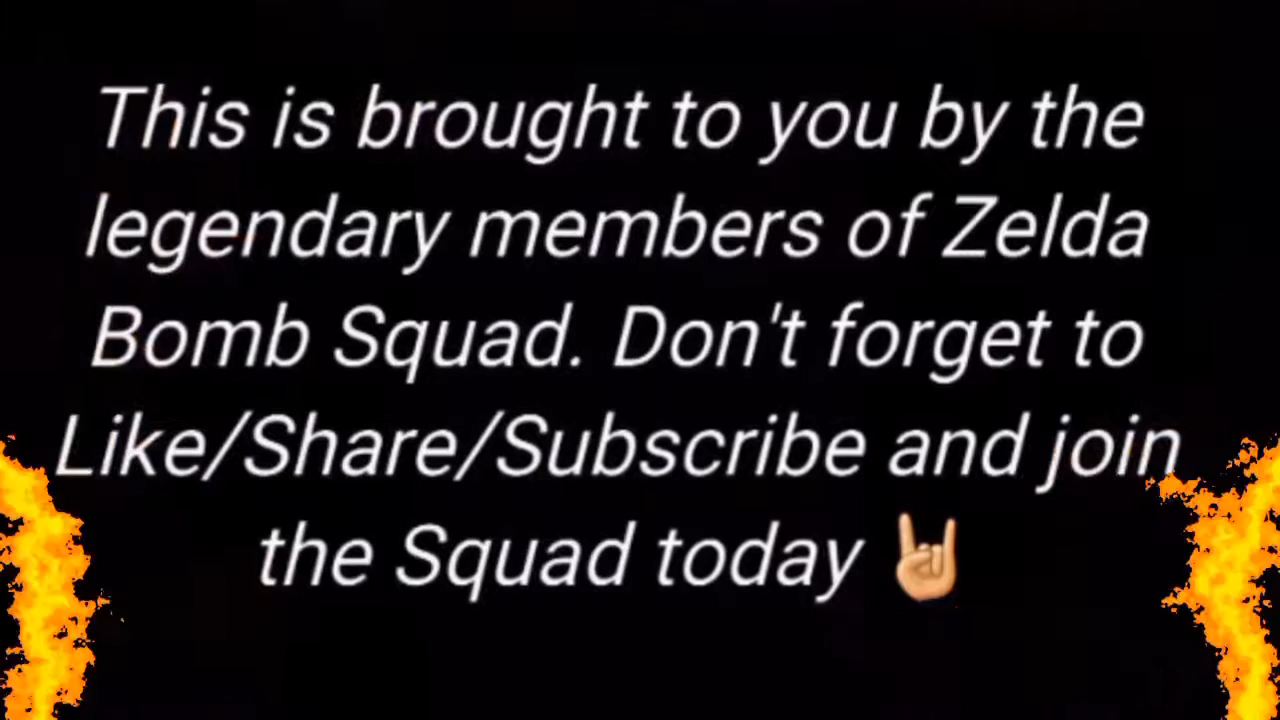 This is brought to you by the
legendary members of Zelda
Bomb Squad. Don't forget to
Like/Share/Subscribe and join
the Squad today 🤘🏼